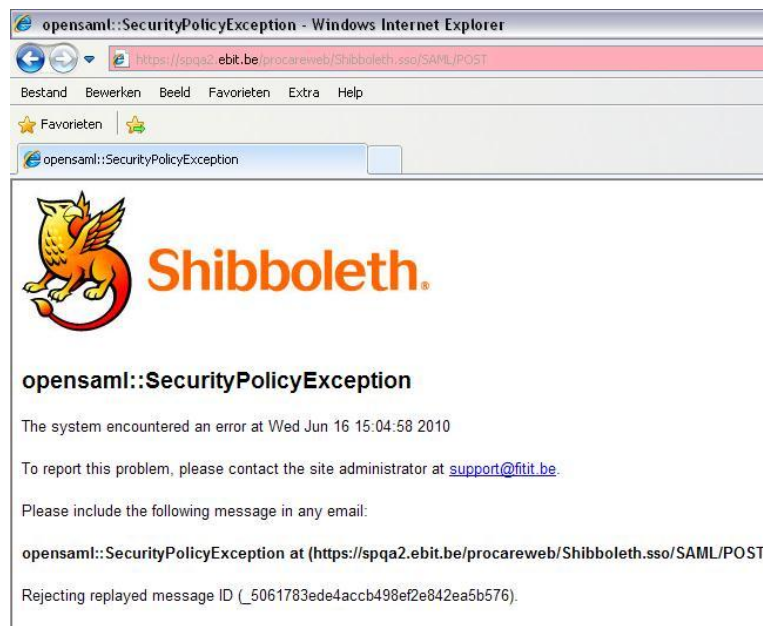 opensaml::SecurityPolicyException - Windows Internet Explorer
https://spqa2.ebit.be/procareweb/Shibboleth.sso/SAML/POST
Bestand Bewerken Beeld Favorieten Extra Help
Favorieten
opensaml::SecurityPolicyException
Shibboleth.®
opensaml::SecurityPolicyException
The system encountered an error at Wed Jun 16 15:04:58 2010
To report this problem, please contact the site administrator at support@fitit.be.
Please include the following message in any email:
opensaml::SecurityPolicyException at (https://spqa2.ebit.be/procareweb/Shibboleth.sso/SAML/POST
Rejecting replayed message ID (_5061783ede4accb498ef2e842ea5b576).